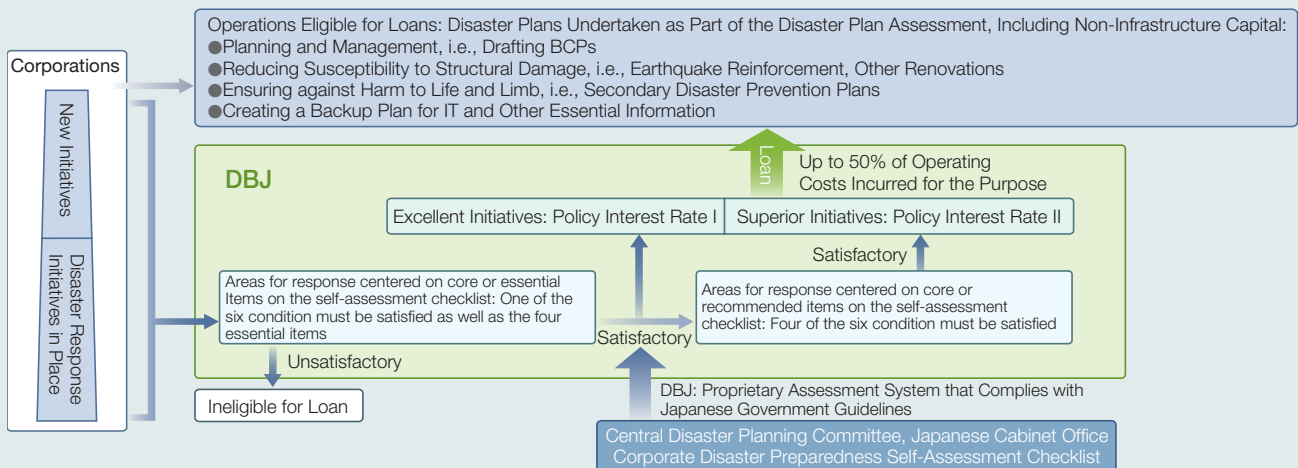 Operations Eligible for Loans: Disaster Plans Undertaken as Part of the Disaster Plan Assessment, Including Non-Infrastructure Capital:
●Planning and Management, i.e., Drafting BCPs
●Reducing Susceptibility to Structural Damage, i.e., Earthquake Reinforcement, Other Renovations
●Ensuring against Harm to Life and Limb, i.e., Secondary Disaster Prevention Plans
●Creating a Backup Plan for IT and Other Essential Information
Corporations
New Initiatives
Disaster Response
Initiatives in Place
DBJ
Loan
Up to 50% of Operating
Costs Incurred for the Purpose
Excellent Initiatives: Policy Interest Rate I
Superior Initiatives: Policy Interest Rate II
Satisfactory
Areas for response centered on core or essential
Items on the self-assessment checklist: One of the
six condition must be satisfied as well as the four
essential items
Satisfactory
Areas for response centered on core or
recommended items on the self-assessment
checklist: Four of the six condition must be satisfied
Unsatisfactory
Ineligible for Loan
DBJ: Proprietary Assessment System that Complies with
Japanese Government Guidelines
Central Disaster Planning Committee, Japanese Cabinet Office
Corporate Disaster Preparedness Self-Assessment Checklist